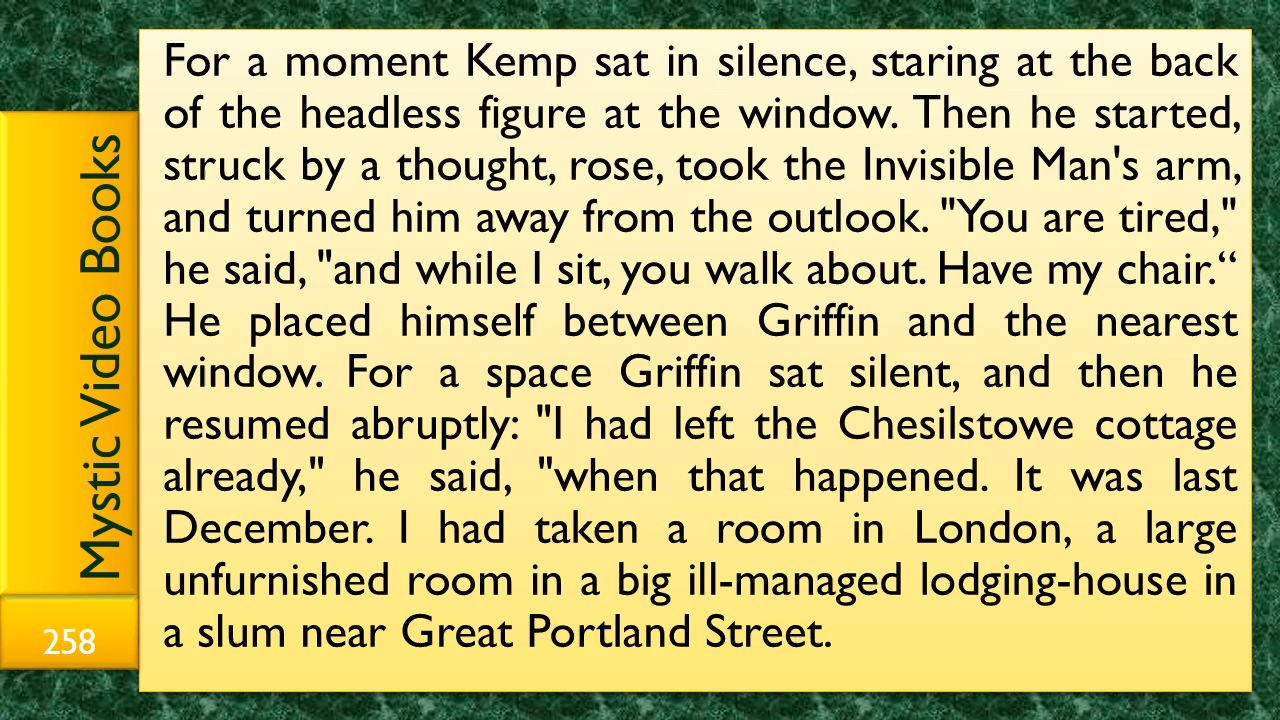 For a moment Kemp sat in silence, staring at the back
of the headless figure at the window. Then he started,
struck by a thought, rose, took the Invisible Man's arm,
and turned him away from the outlook. "You are tired,"
he said, "and while I sit, you walk about. Have my chair.“
He placed himself between Griffin and the nearest
window. For a space Griffin sat silent, and then he
resumed abruptly: "I had left the Chesilstowe cottage
already," he said, "when that happened. It was last
December. I had taken a room in London, a large
unfurnished room in a big ill-managed lodging-house in
a slum near Great Portland Street.
Mystic Video Books
258